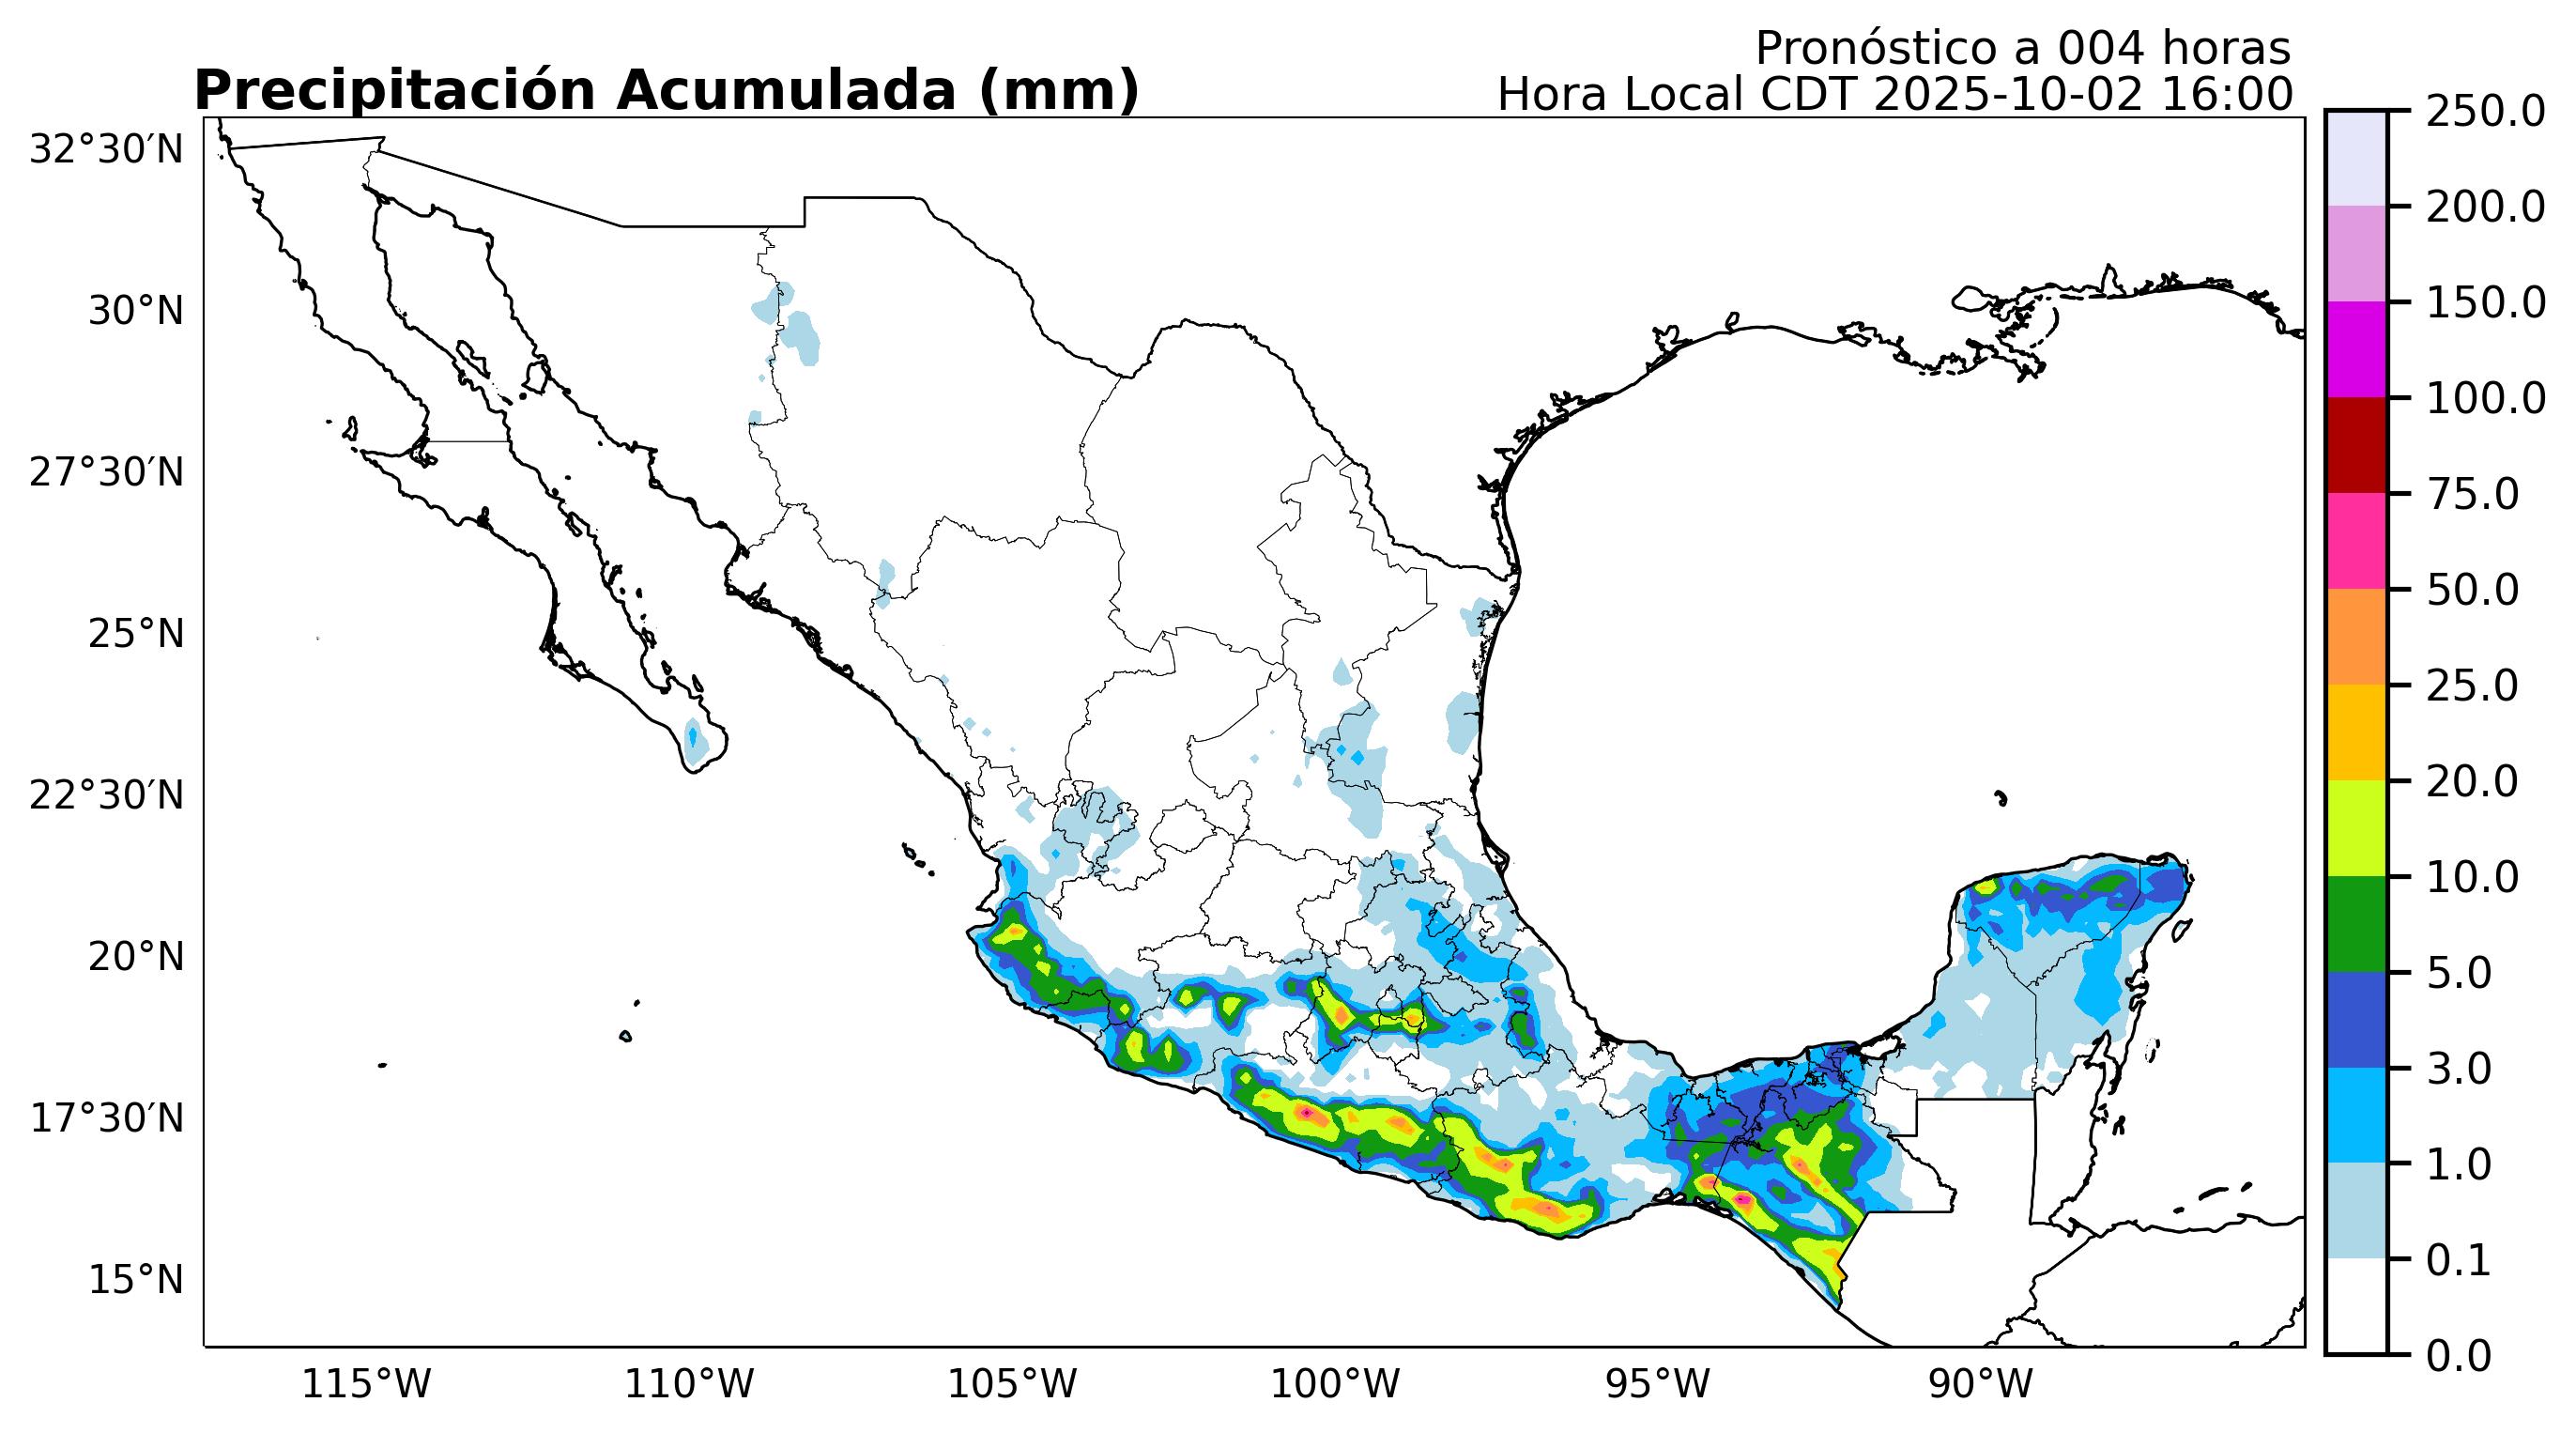 Pronóstico a 004 horas
Precipitación Acumulada (mm)
Hora Local CDT 2025-10-02 16:00
250.0
200.0
150.0
100.0
75.0
50.0
25.0
20.0
10.0
5.0
3.0
1.0
0.1
0.0
32°30′N
30°N
27°30′N
25°N
22°30′N
20°N
17°30′N
15°N
115°W
110°W
105°W
100°W
95°W
90°W